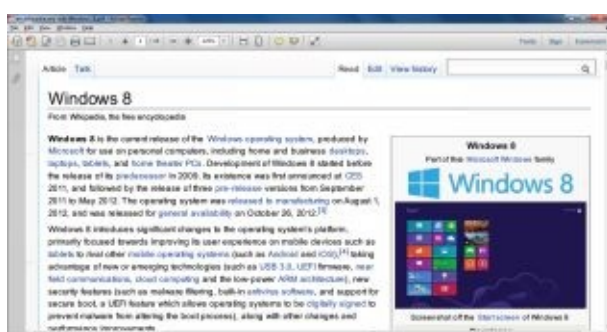 File Edit View Window Help
Tools Sign Comment
Article Talk Read Edit View history
Windows 8
From Wikipedia, the free encyclopedia
Windows 8 is the current release of the Windows operating system, produced by
Microsoft for use on personal computers, including home and business desktops,
laptops, tablets, and home theater PCs. Development of Windows 8 started before
the release of its predecessor in 2009. Its existence was first announced at CES
2011, and followed by the release of three pre-release versions from September
2011 to May 2012. The operating system was released to manufacturing on August 1,
2012, and was released for general availability on October 26, 2012.[3]
Windows 8 introduces significant changes to the operating system's platform,
primarily focused towards improving its user experience on mobile devices such as
tablets to rival other mobile operating systems (such as Android and iOS),[4] taking
advantage of new or emerging technologies (such as USB 3.0, UEFI firmware, near
field communications, cloud computing and the low-power ARM architecture), new
security features (such as malware filtering, built-in antivirus software, and support for
secure boot, a UEFI feature which allows operating systems to be digitally signed to
prevent malware from altering the boot process), along with other changes and
performance improvements.
Windows 8
Part of the Microsoft Windows family
Windows 8
Start
Screenshot of the Start screen of Windows 8